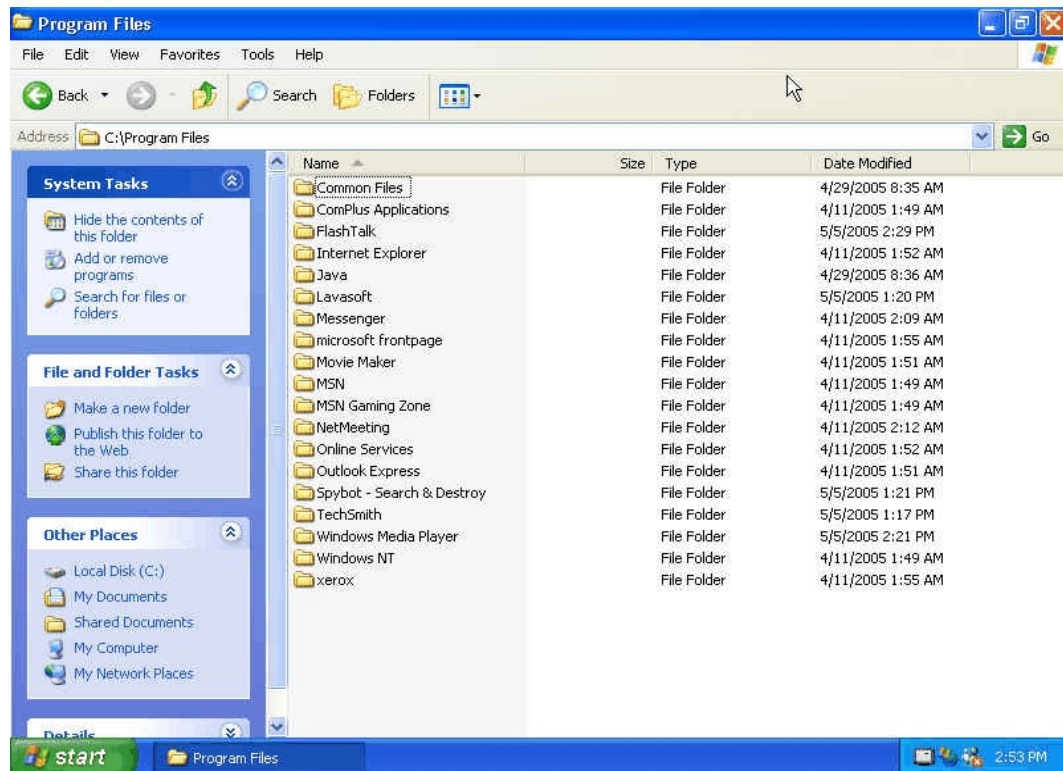 Program Files
File Edit View Favorites Tools Help
Back Search Folders
Address C:\Program Files Go
System Tasks
Hide the contents of
this folder
Add or remove
programs
Search for files or
folders
File and Folder Tasks
Make a new folder
Publish this folder to
the Web
Share this folder
Other Places
Local Disk (C:)
My Documents
Shared Documents
My Computer
My Network Places
Details
Name Size Type Date Modified
Common Files File Folder 4/29/2005 8:35 AM
ComPlus Applications File Folder 4/11/2005 1:49 AM
FlashTalk File Folder 5/5/2005 2:29 PM
Internet Explorer File Folder 4/11/2005 1:52 AM
Java File Folder 4/29/2005 8:36 AM
Lavasoft File Folder 5/5/2005 1:20 PM
Messenger File Folder 4/11/2005 2:09 AM
microsoft frontpage File Folder 4/11/2005 1:55 AM
Movie Maker File Folder 4/11/2005 1:51 AM
MSN File Folder 4/11/2005 1:49 AM
MSN Gaming Zone File Folder 4/11/2005 1:49 AM
NetMeeting File Folder 4/11/2005 2:12 AM
Online Services File Folder 4/11/2005 1:52 AM
Outlook Express File Folder 4/11/2005 1:51 AM
Spybot - Search & Destroy File Folder 5/5/2005 1:21 PM
TechSmith File Folder 5/5/2005 1:17 PM
Windows Media Player File Folder 5/5/2005 2:21 PM
Windows NT File Folder 4/11/2005 1:49 AM
xerox File Folder 4/11/2005 1:55 AM
start Program Files 2:53 PM